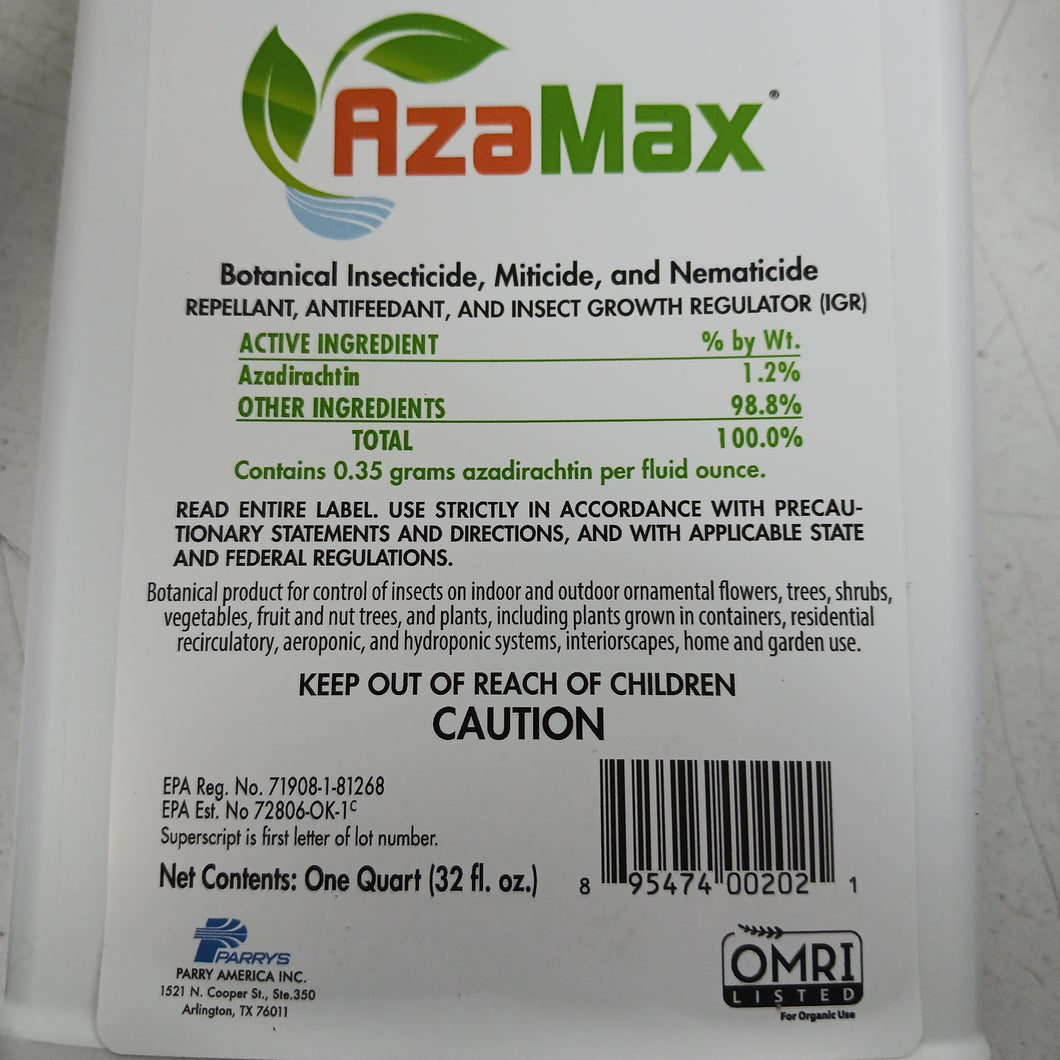 AzaMax®
Botanical Insecticide, Miticide, and Nematicide
REPELLANT, ANTIFEEDANT, AND INSECT GROWTH REGULATOR (IGR)
ACTIVE INGREDIENT % by Wt.
Azadirachtin 1.2%
OTHER INGREDIENTS 98.8%
TOTAL 100.0%
Contains 0.35 grams azadirachtin per fluid ounce.
READ ENTIRE LABEL. USE STRICTLY IN ACCORDANCE WITH PRECAU-
TIONARY STATEMENTS AND DIRECTIONS, AND WITH APPLICABLE STATE
AND FEDERAL REGULATIONS.
Botanical product for control of insects on indoor and outdoor ornamental flowers, trees, shrubs,
vegetables, fruit and nut trees, and plants, including plants grown in containers, residential
recirculatory, aeroponic, and hydroponic systems, interiorscapes, home and garden use.
KEEP OUT OF REACH OF CHILDREN
CAUTION
EPA Reg. No. 71908-1-81268
EPA Est. No 72806-OK-1ᶜ
Superscript is first letter of lot number.
Net Contents: One Quart (32 fl. oz.)
8 95474 00202 1
PARRYS
PARRY AMERICA INC.
1521 N. Cooper St., Ste.350
Arlington, TX 76011
OMRI
LISTED
For Organic Use